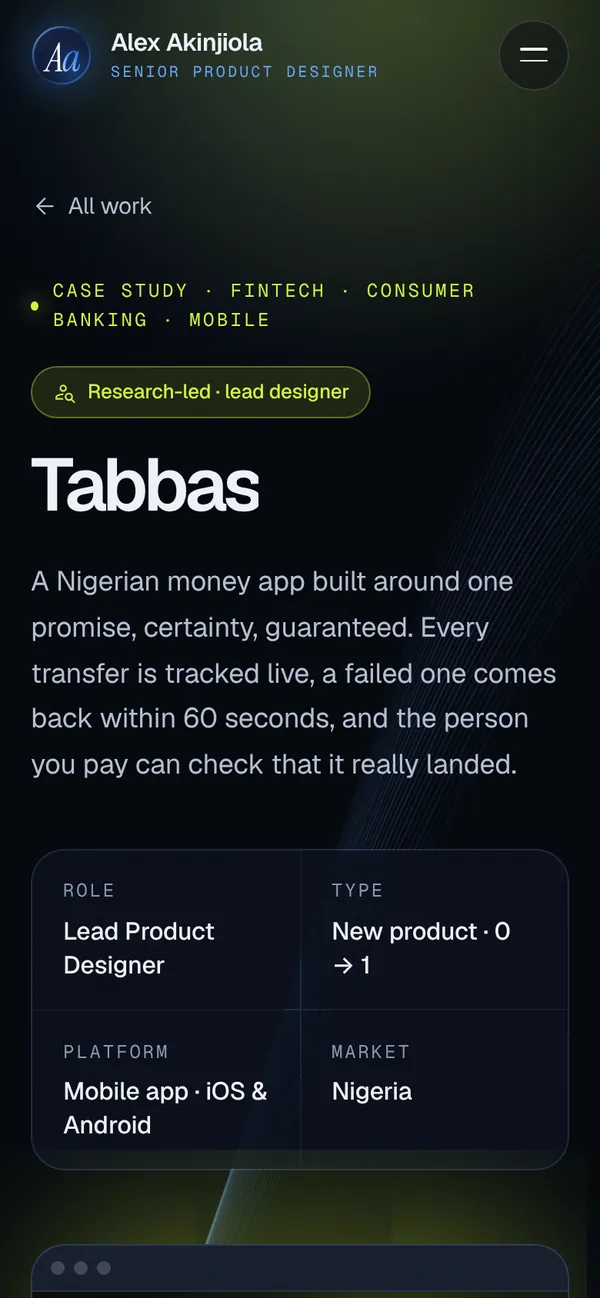 Aa
Alex Akinjiola
SENIOR PRODUCT DESIGNER
← All work
CASE STUDY · FINTECH · CONSUMER
BANKING · MOBILE
Research-led · lead designer
Tabbas
A Nigerian money app built around one
promise, certainty, guaranteed. Every
transfer is tracked live, a failed one comes
back within 60 seconds, and the person
you pay can check that it really landed.
ROLE
Lead Product
Designer
TYPE
New product · 0
→ 1
PLATFORM
Mobile app · iOS &
Android
MARKET
Nigeria